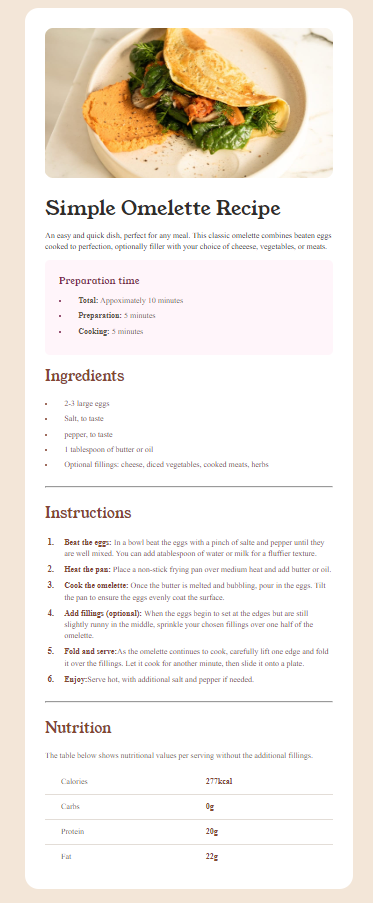 Simple Omelette Recipe
An easy and quick dish, perfect for any meal. This classic omelette combines beaten eggs
cooked to perfection, optionally filler with your choice of cheeese, vegetables, or meats.
Preparation time
• Total: Appoximately 10 minutes
• Preparation: 5 minutes
• Cooking: 5 minutes
Ingredients
• 2-3 large eggs
• Salt, to taste
• pepper, to taste
• 1 tablespoon of butter or oil
• Optional fillings: cheese, diced vegetables, cooked meats, herbs
Instructions
1. Beat the eggs: In a bowl beat the eggs with a pinch of salte and pepper until they
are well mixed. You can add atablespoon of water or milk for a fluffier texture.
2. Heat the pan: Place a non-stick frying pan over medium heat and add butter or oil.
3. Cook the omelette: Once the butter is melted and bubbling, pour in the eggs. Tilt
the pan to ensure the eggs evenly coat the surface.
4. Add fillings (optional): When the eggs begin to set at the edges but are still
slightly runny in the middle, sprinkle your chosen fillings over one half of the
omelette.
5. Fold and serve:As the omelette continues to cook, carefully lift one edge and fold
it over the fillings. Let it cook for another minute, then slide it onto a plate.
6. Enjoy:Serve hot, with additional salt and pepper if needed.
Nutrition
The table below shows nutritional values per serving without the additional fillings.
Calories 277kcal
Carbs 0g
Protein 20g
Fat 22g